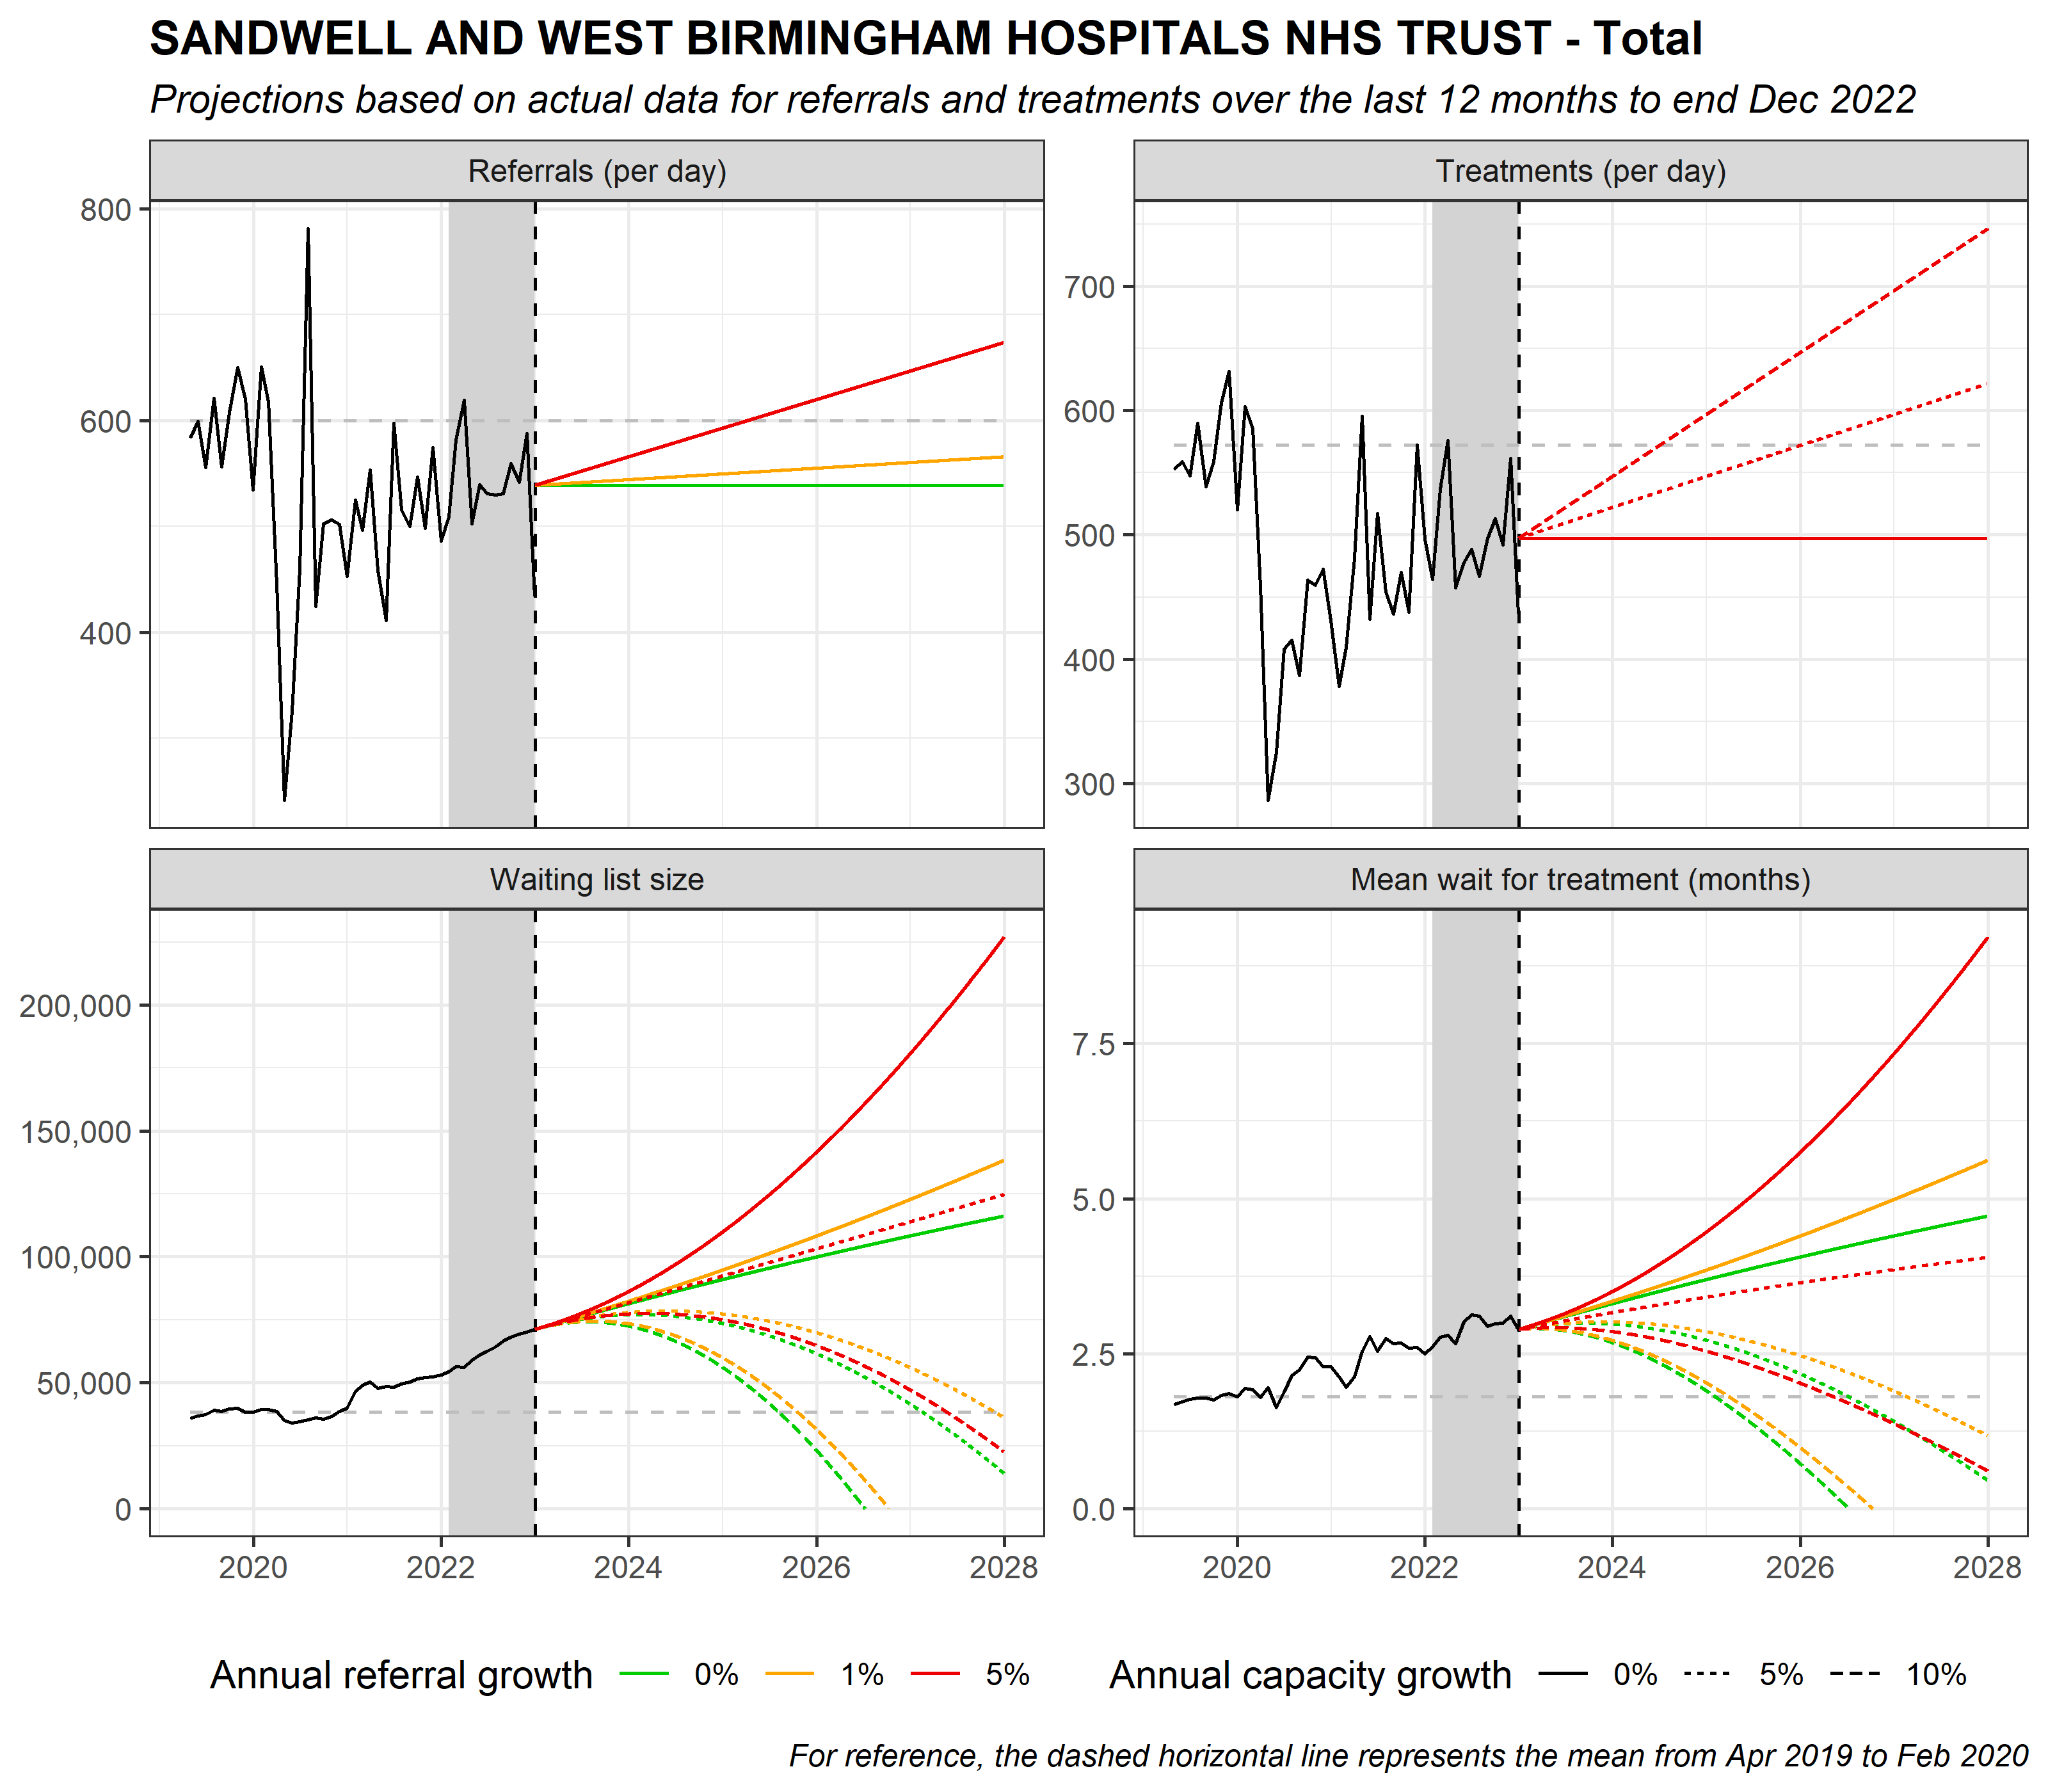 SANDWELL AND WEST BIRMINGHAM HOSPITALS NHS TRUST - Total
Projections based on actual data for referrals and treatments over the last 12 months to end Dec 2022
Referrals (per day)
800
600
400
Treatments (per day)
700
600
500
400
300
Waiting list size
200,000
150,000
100,000
50,000
0
2020 2022 2024 2026 2028
Mean wait for treatment (months)
7.5
5.0
2.5
0.0
2020 2022 2024 2026 2028
Annual referral growth 0% 1% 5%
Annual capacity growth 0% 5% 10%
For reference, the dashed horizontal line represents the mean from Apr 2019 to Feb 2020